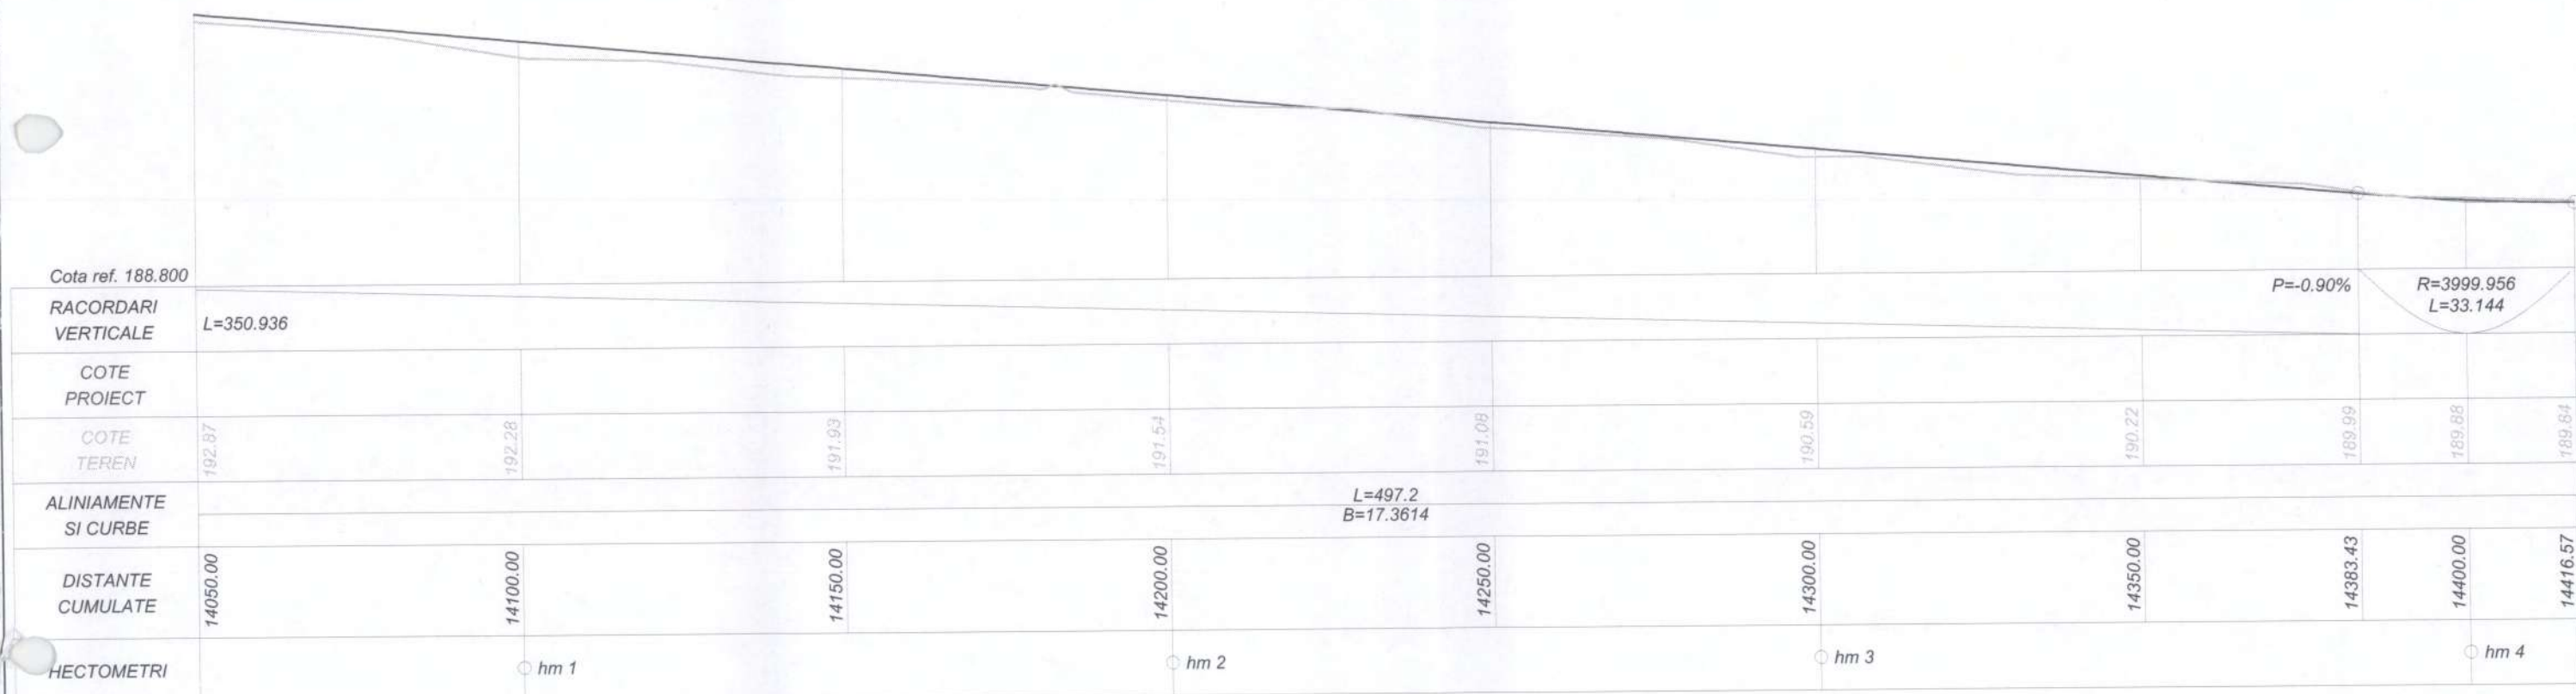 Cota ref. 188.800
RACORDARI
VERTICALE
L=350.936
P=-0.90%
R=3999.956
L=33.144
COTE
PROIECT
COTE
TEREN
192.87
192.28
191.93
191.54
191.08
190.59
190.22
189.99
189.88
189.84
ALINIAMENTE
SI CURBE
L=497.2
B=17.3614
DISTANTE
CUMULATE
14050.00
14100.00
14150.00
14200.00
14250.00
14300.00
14350.00
14383.43
14400.00
14416.57
HECTOMETRI
hm 1
hm 2
hm 3
hm 4